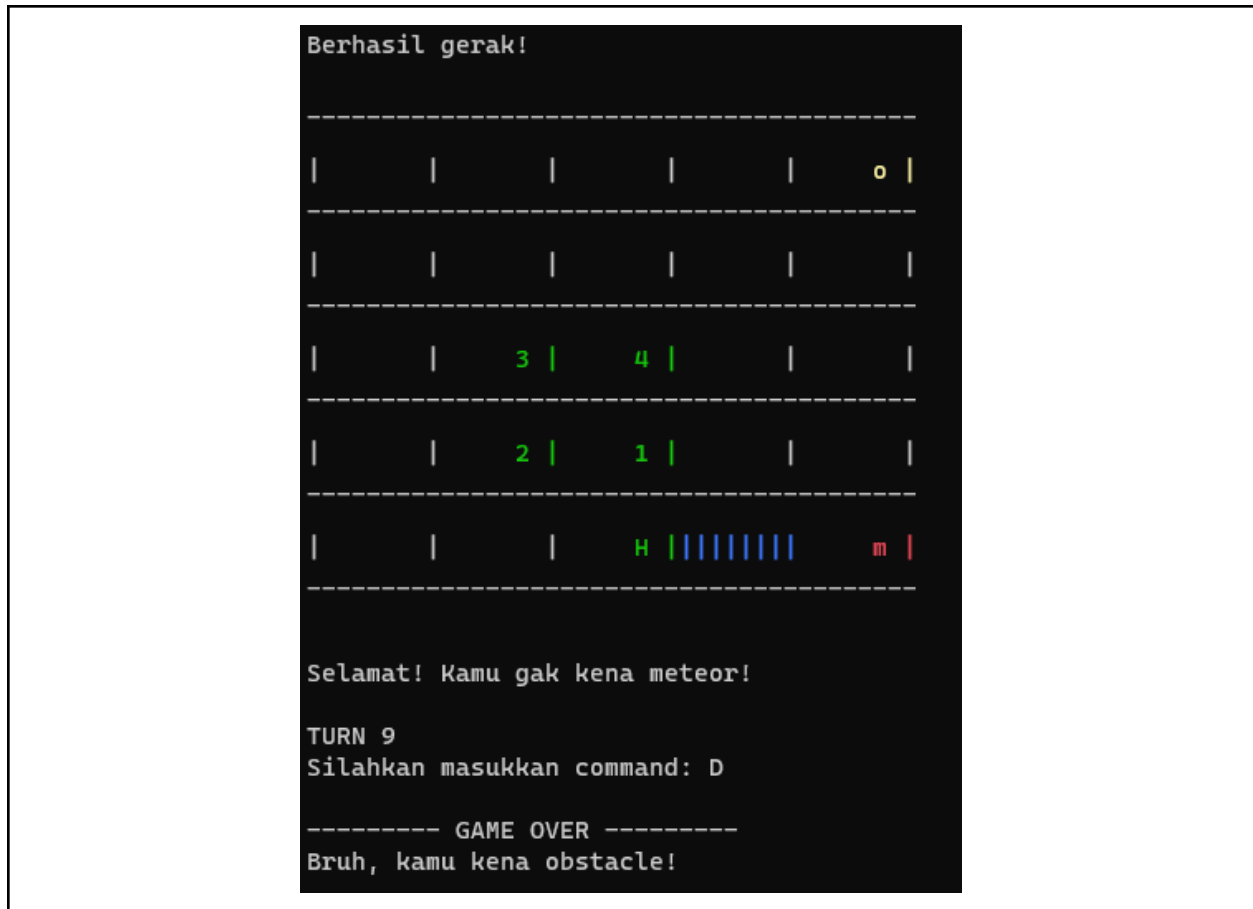 Berhasil gerak!
-----------------------------------------
|       |       |       |       |     o |
-----------------------------------------
|       |       |       |       |       |
-----------------------------------------
|       |     3 |     4 |       |       |
-----------------------------------------
|       |     2 |     1 |       |       |
-----------------------------------------
|       |       |     H |||||||||     m |
-----------------------------------------
Selamat! Kamu gak kena meteor!
TURN 9
Silahkan masukkan command: D
--------- GAME OVER ---------
Bruh, kamu kena obstacle!